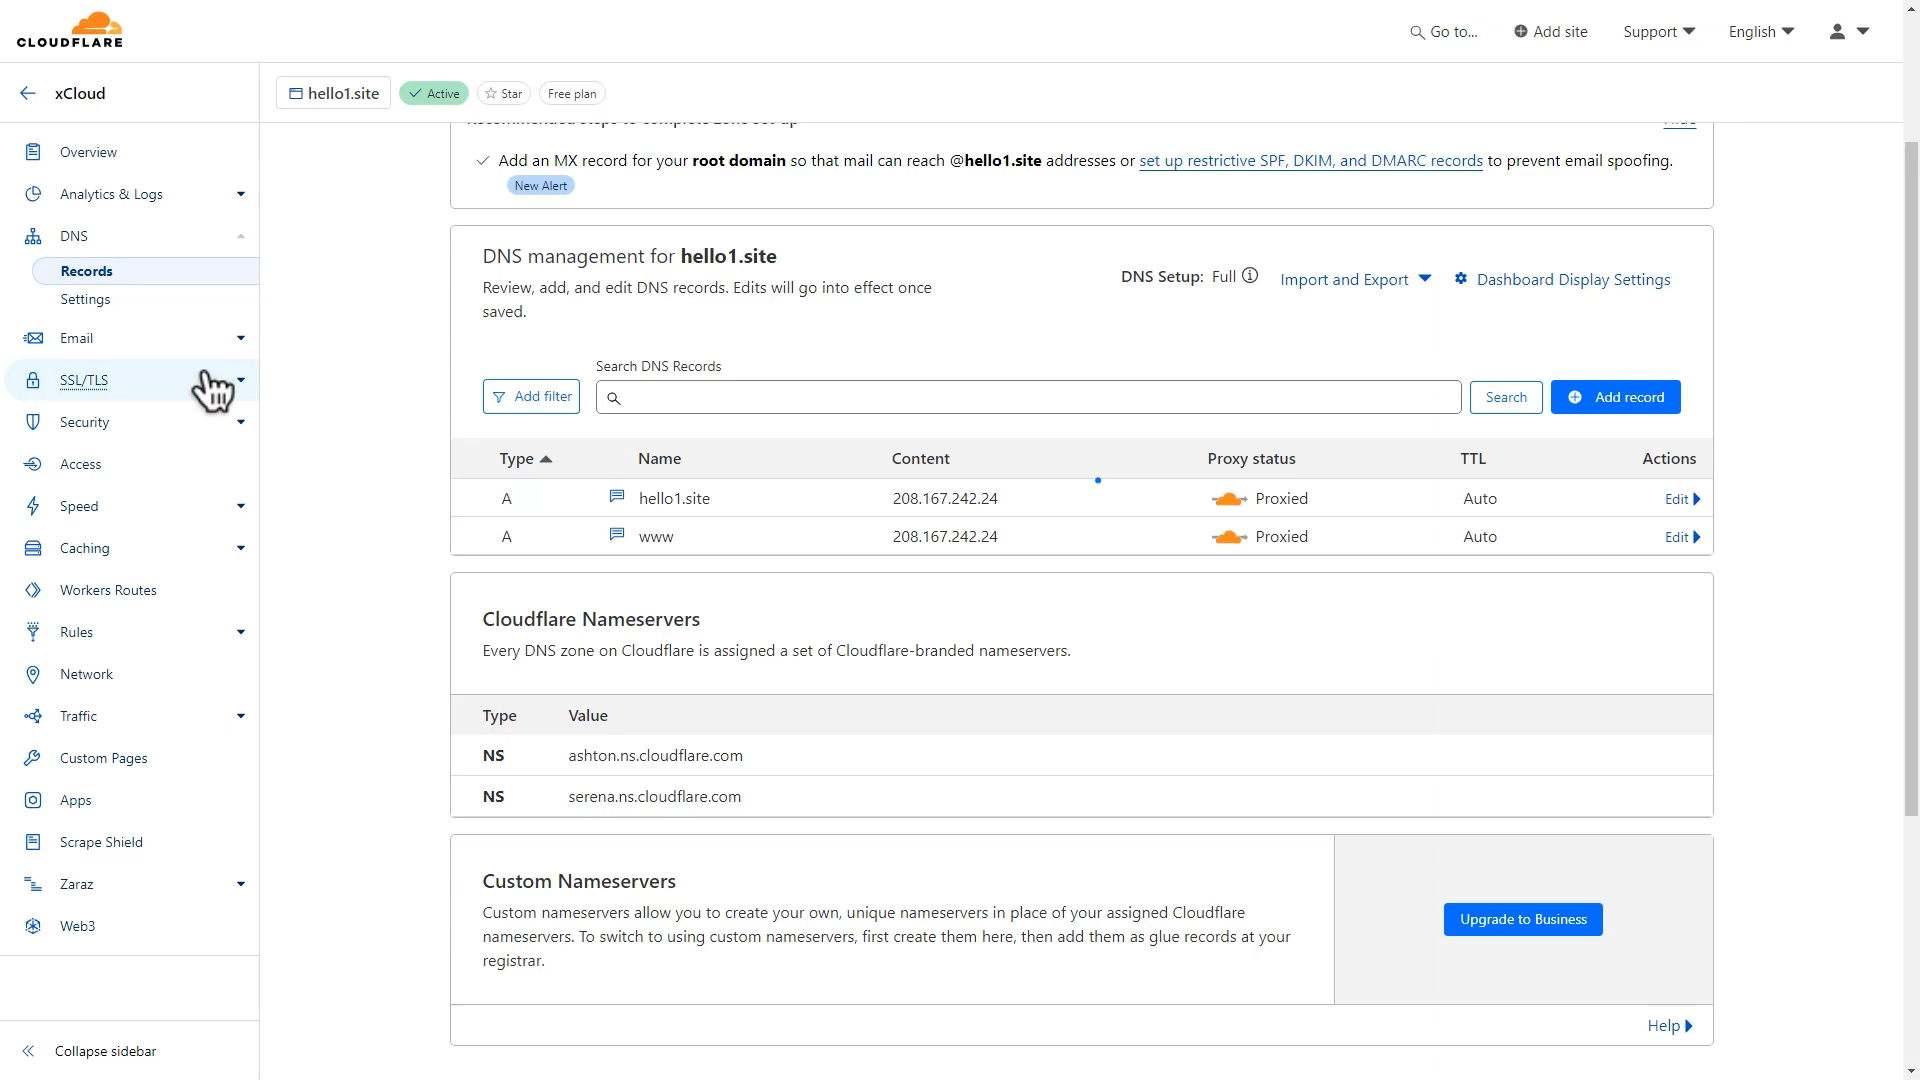 CLOUDFLARE
Go to...
Add site
Support
English
xCloud
hello1.site
Active
Star
Free plan
Overview
Analytics & Logs
DNS
Records
Settings
Email
SSL/TLS
Security
Access
Speed
Caching
Workers Routes
Rules
Network
Traffic
Custom Pages
Apps
Scrape Shield
Zaraz
Web3
Collapse sidebar
Recommended steps to complete zone set-up
Hide
Add an MX record for your root domain so that mail can reach @hello1.site addresses or set up restrictive SPF, DKIM, and DMARC records to prevent email spoofing.
New Alert
DNS management for hello1.site
Review, add, and edit DNS records. Edits will go into effect once
saved.
DNS Setup: Full
Import and Export
Dashboard Display Settings
Search DNS Records
Add filter
Search
Add record
Type Name Content Proxy status TTL Actions
A hello1.site 208.167.242.24 Proxied Auto Edit
A www 208.167.242.24 Proxied Auto Edit
Cloudflare Nameservers
Every DNS zone on Cloudflare is assigned a set of Cloudflare-branded nameservers.
Type Value
NS ashton.ns.cloudflare.com
NS serena.ns.cloudflare.com
Custom Nameservers
Custom nameservers allow you to create your own, unique nameservers in place of your assigned Cloudflare
nameservers. To switch to using custom nameservers, first create them here, then add them as glue records at your
registrar.
Upgrade to Business
Help